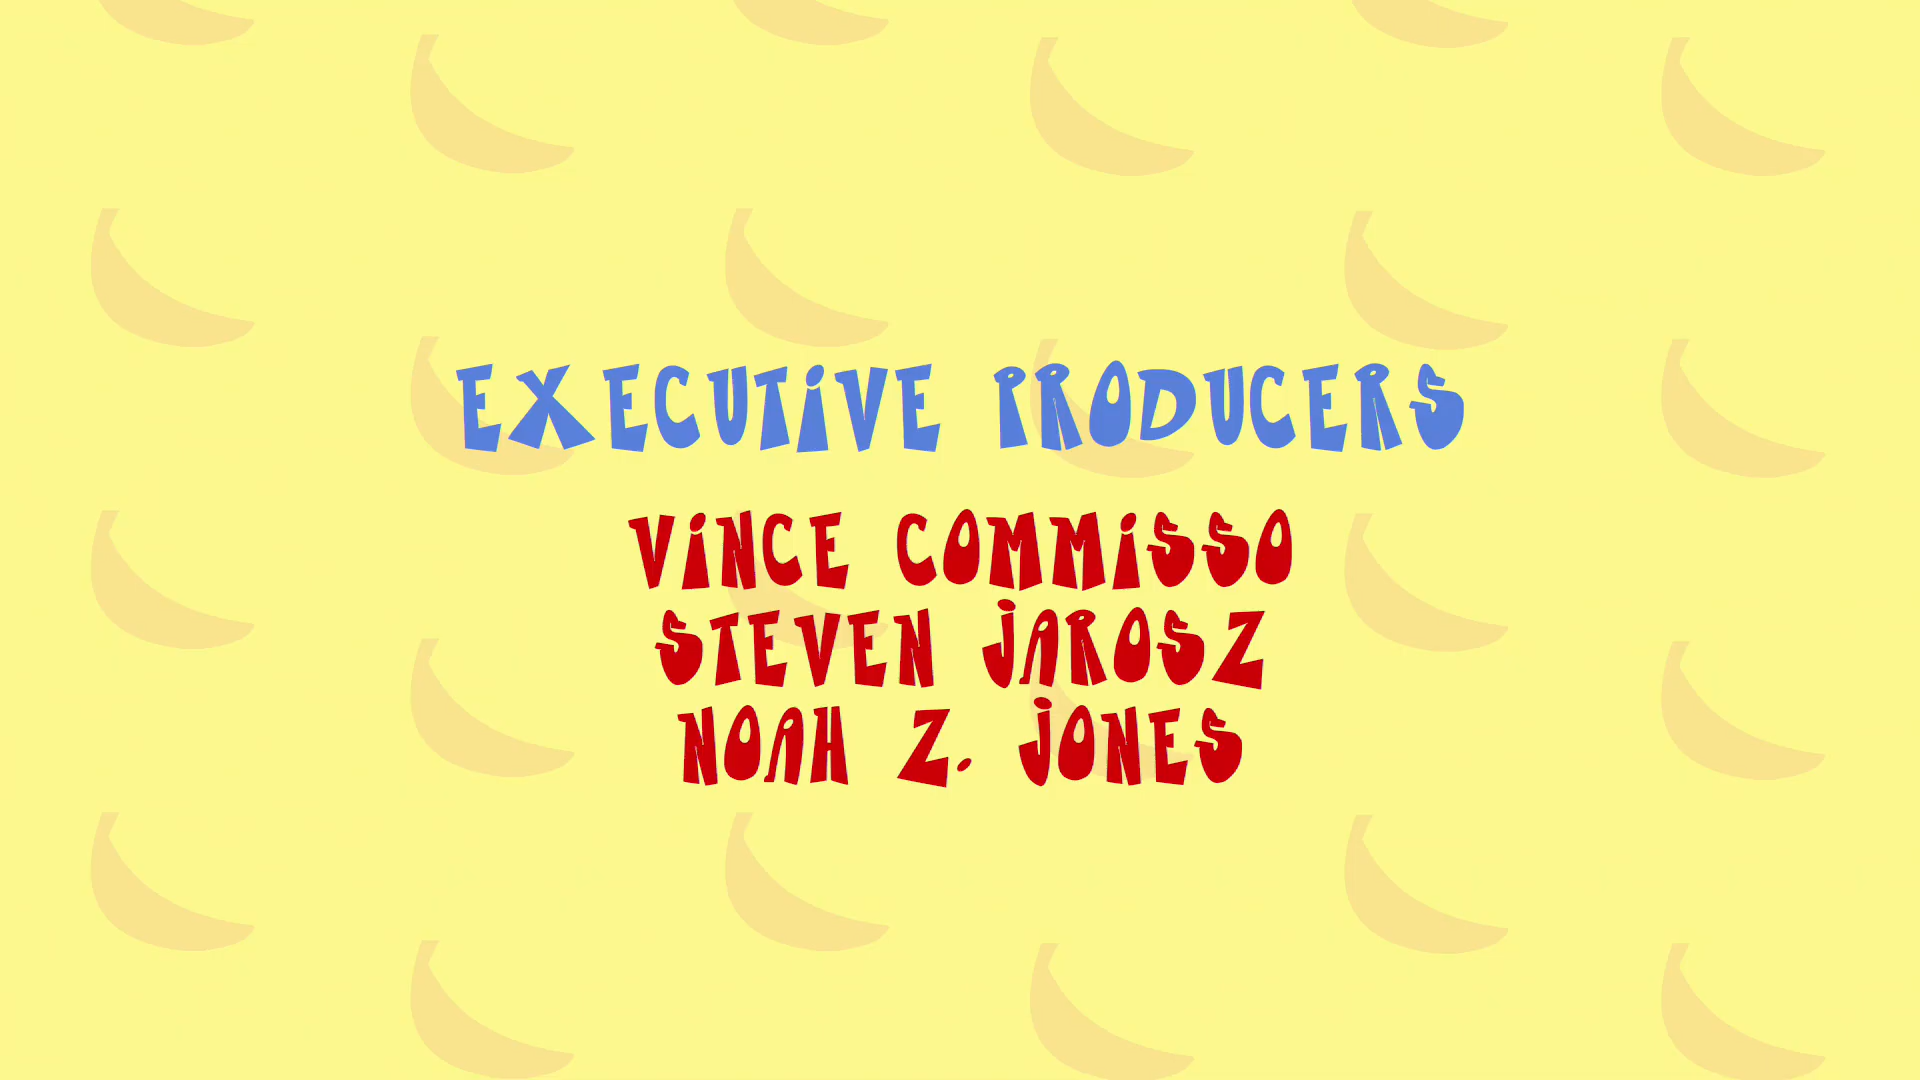 EXECUTIVE PRODUCERS
VINCE COMMISSO
STEVEN JAROSZ
NOAH Z. JONES